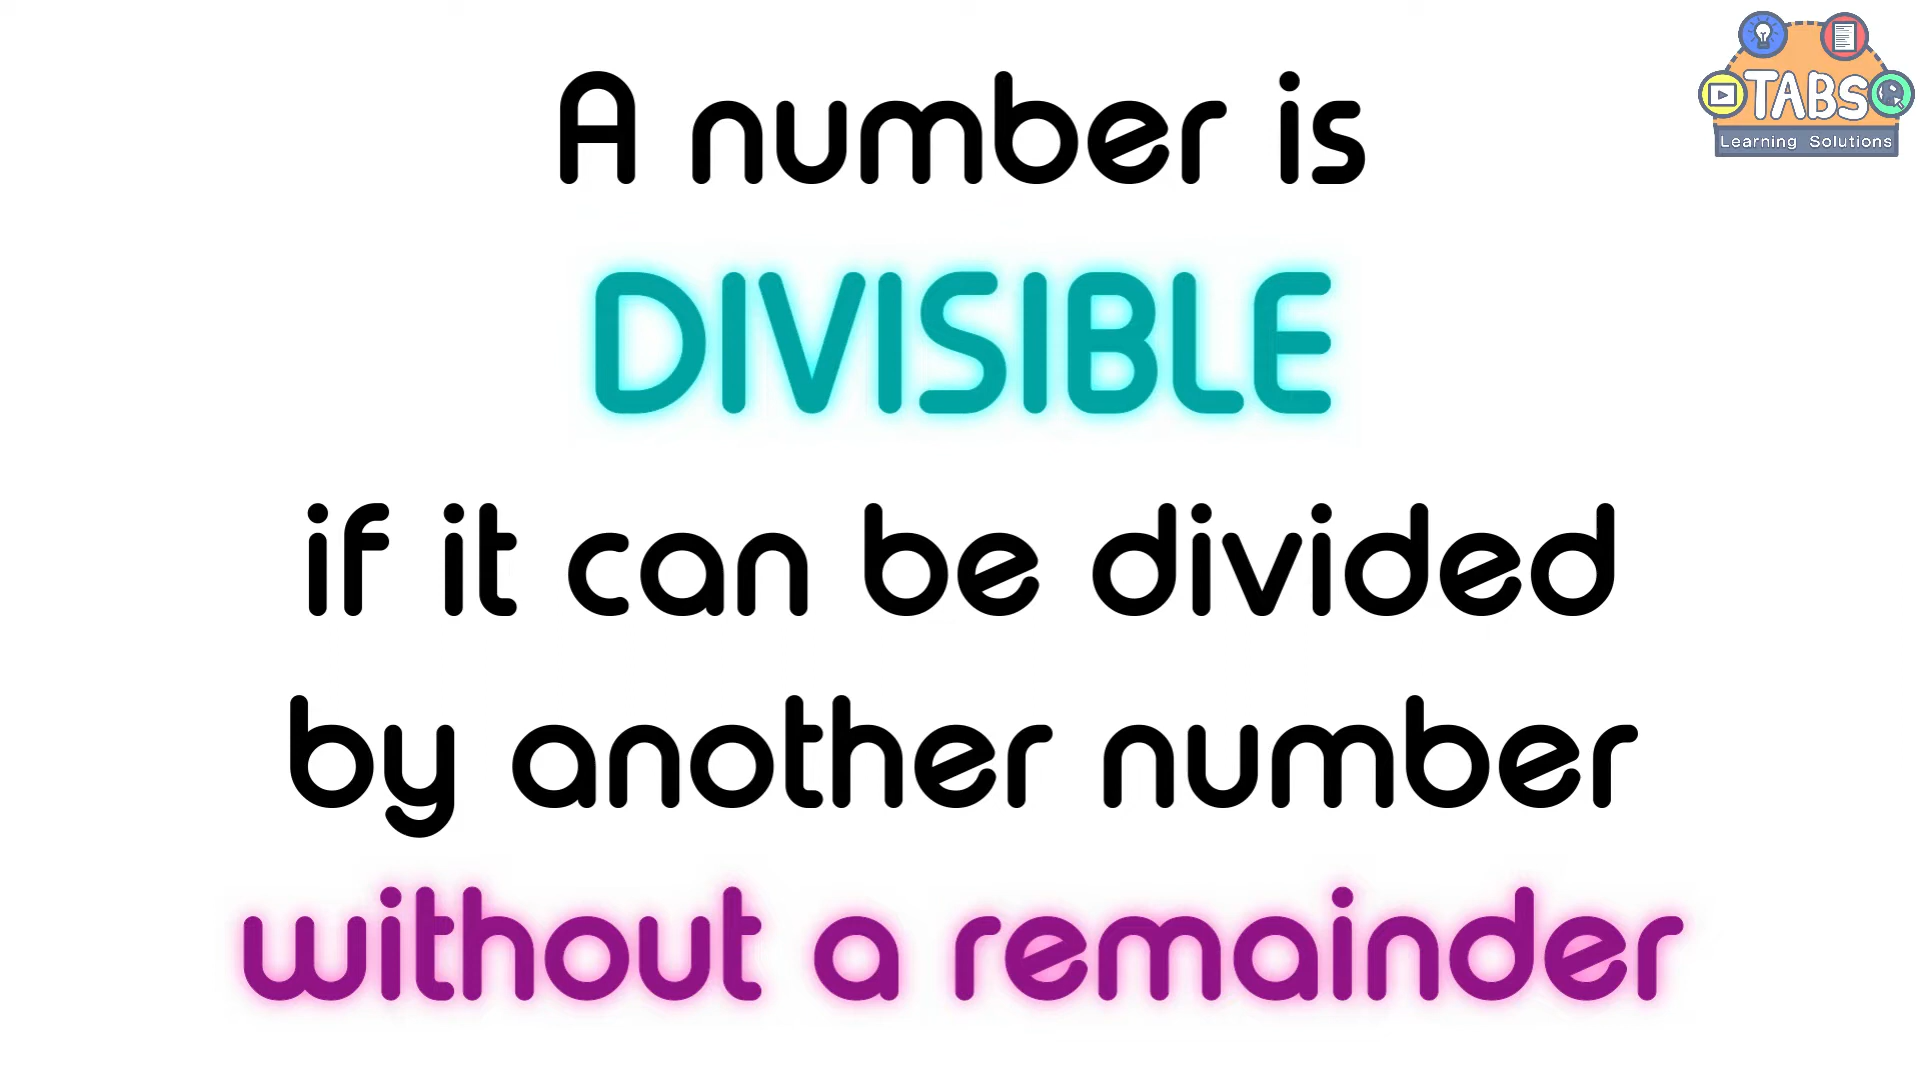 A number is
DIVISIBLE
if it can be divided
by another number
without a remainder
TABS
Learning Solutions